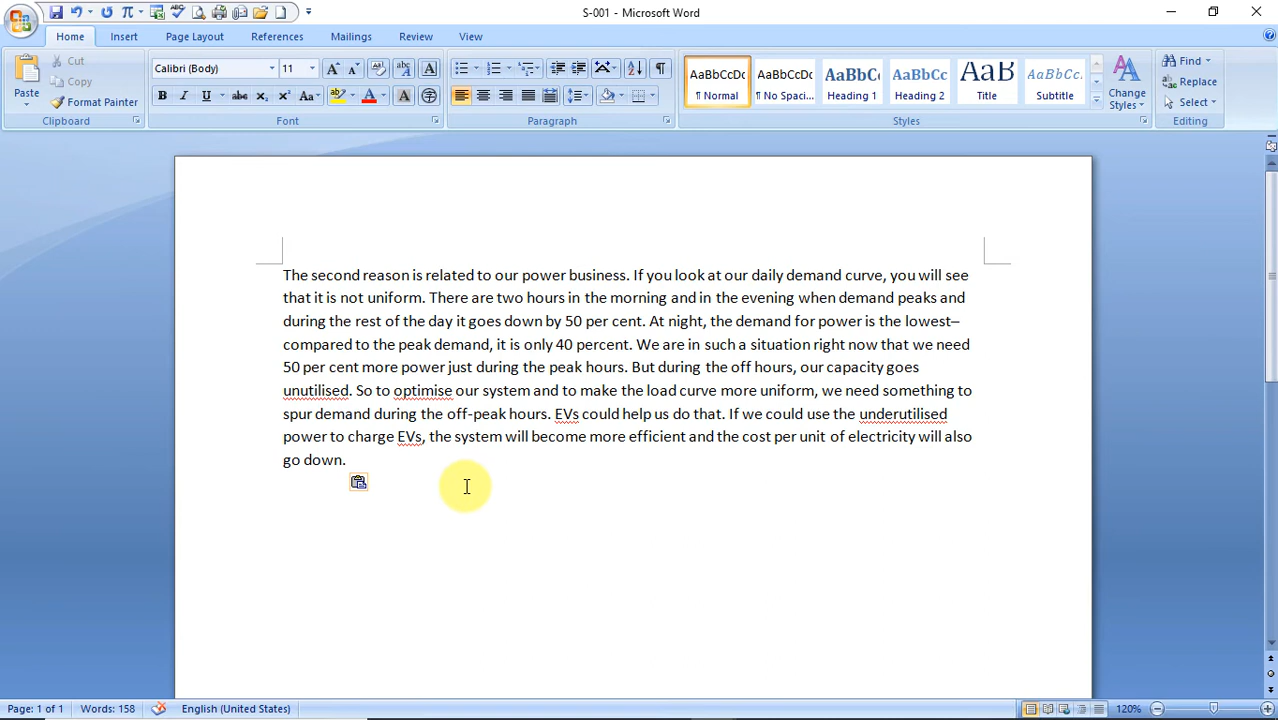 S-001 - Microsoft Word
Home Insert Page Layout References Mailings Review View
Paste
Cut
Copy
Format Painter
Clipboard
Calibri (Body) 11
Font
Paragraph
AaBbCcDc AaBbCcDc AaBbC( AaBbCc AaB AaBbCc.
¶ Normal ¶ No Spaci... Heading 1 Heading 2 Title Subtitle
Change Styles
Styles
Find
Replace
Select
Editing
The second reason is related to our power business. If you look at our daily demand curve, you will see
that it is not uniform. There are two hours in the morning and in the evening when demand peaks and
during the rest of the day it goes down by 50 per cent. At night, the demand for power is the lowest–
compared to the peak demand, it is only 40 percent. We are in such a situation right now that we need
50 per cent more power just during the peak hours. But during the off hours, our capacity goes
unutilised. So to optimise our system and to make the load curve more uniform, we need something to
spur demand during the off-peak hours. EVs could help us do that. If we could use the underutilised
power to charge EVs, the system will become more efficient and the cost per unit of electricity will also
go down.
Page: 1 of 1 Words: 158 English (United States) 120%